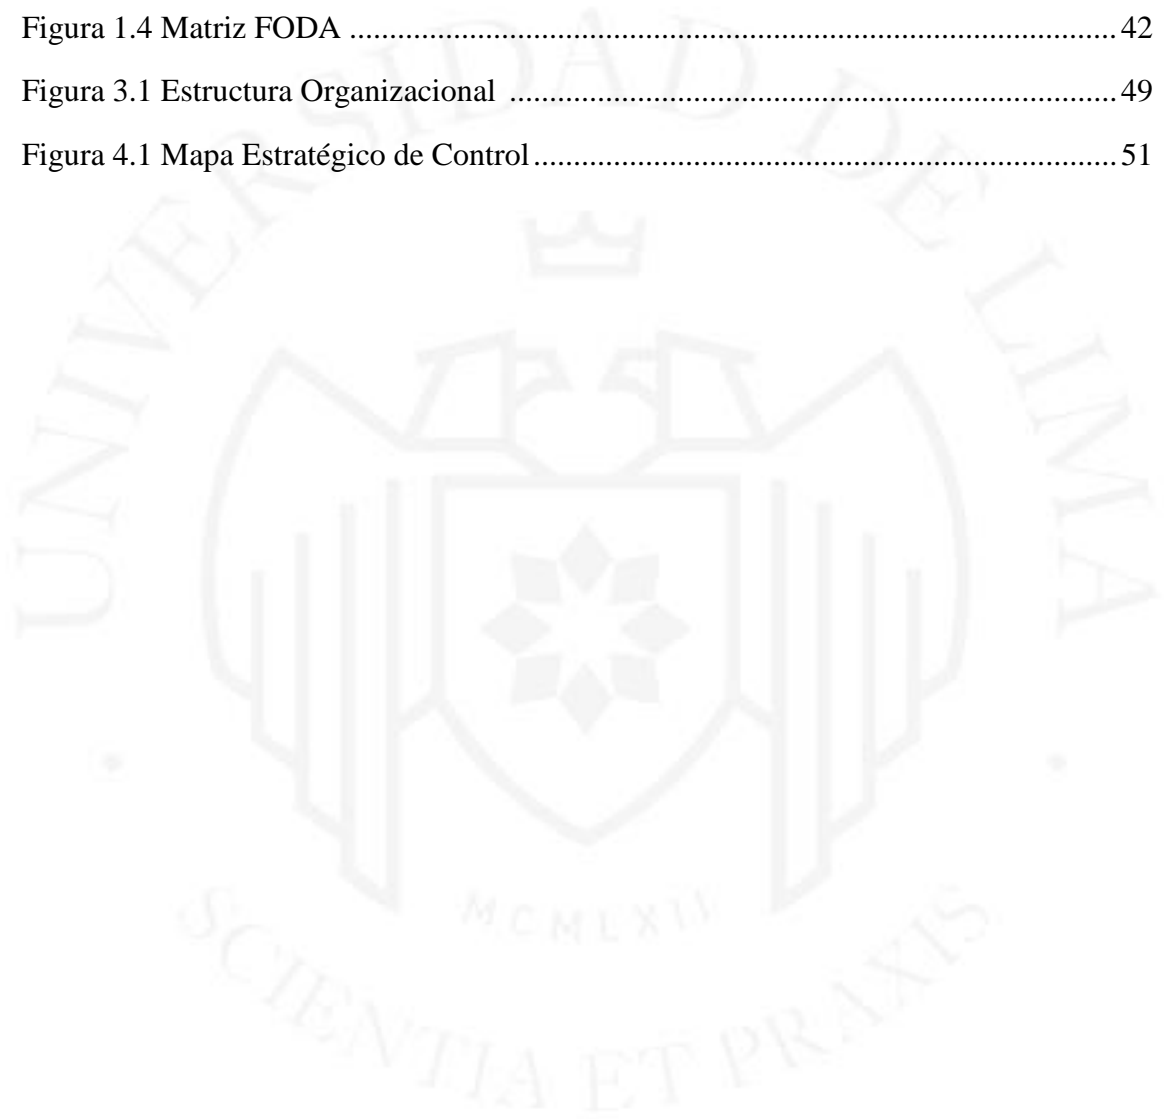 Figura 1.4 Matriz FODA ........................................................................................ 42
Figura 3.1 Estructura Organizacional .................................................................... 49
Figura 4.1 Mapa Estratégico de Control ................................................................ 51
UNIVERSIDAD DE LIMA
MCMLXII
SCIENTIA ET PRAXIS